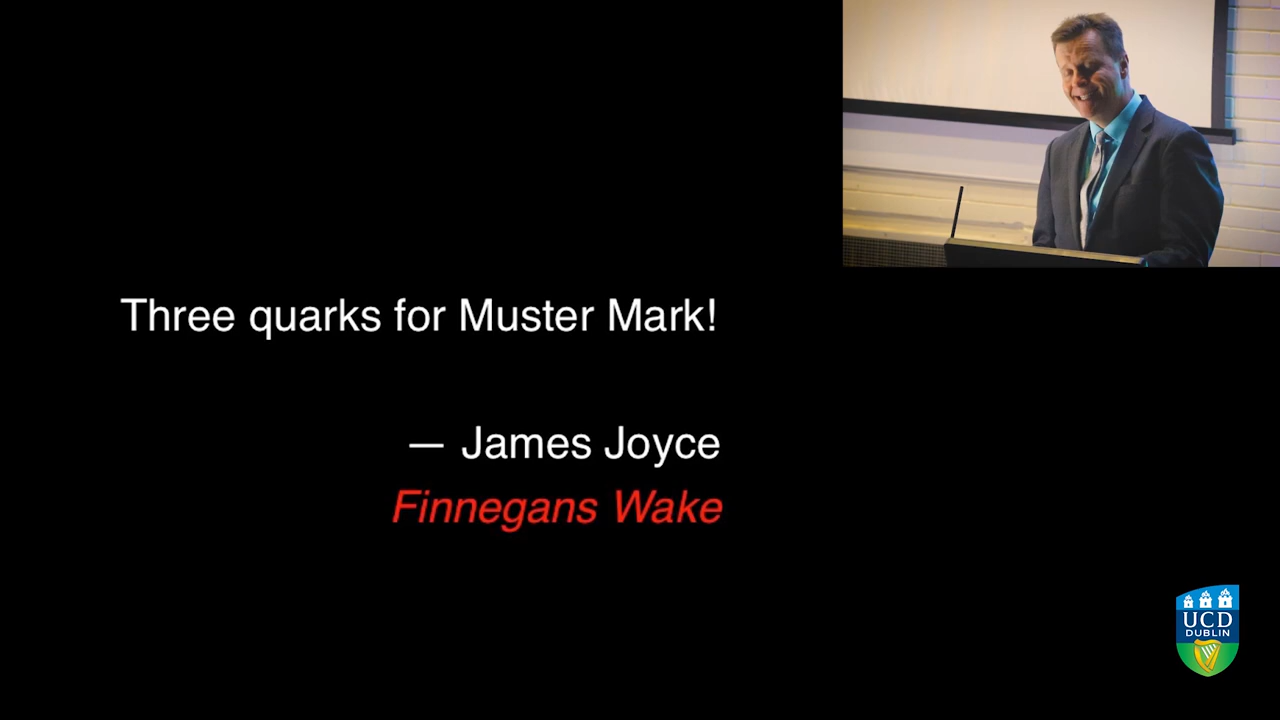 Three quarks for Muster Mark!
— James Joyce
Finnegans Wake
UCD
DUBLIN